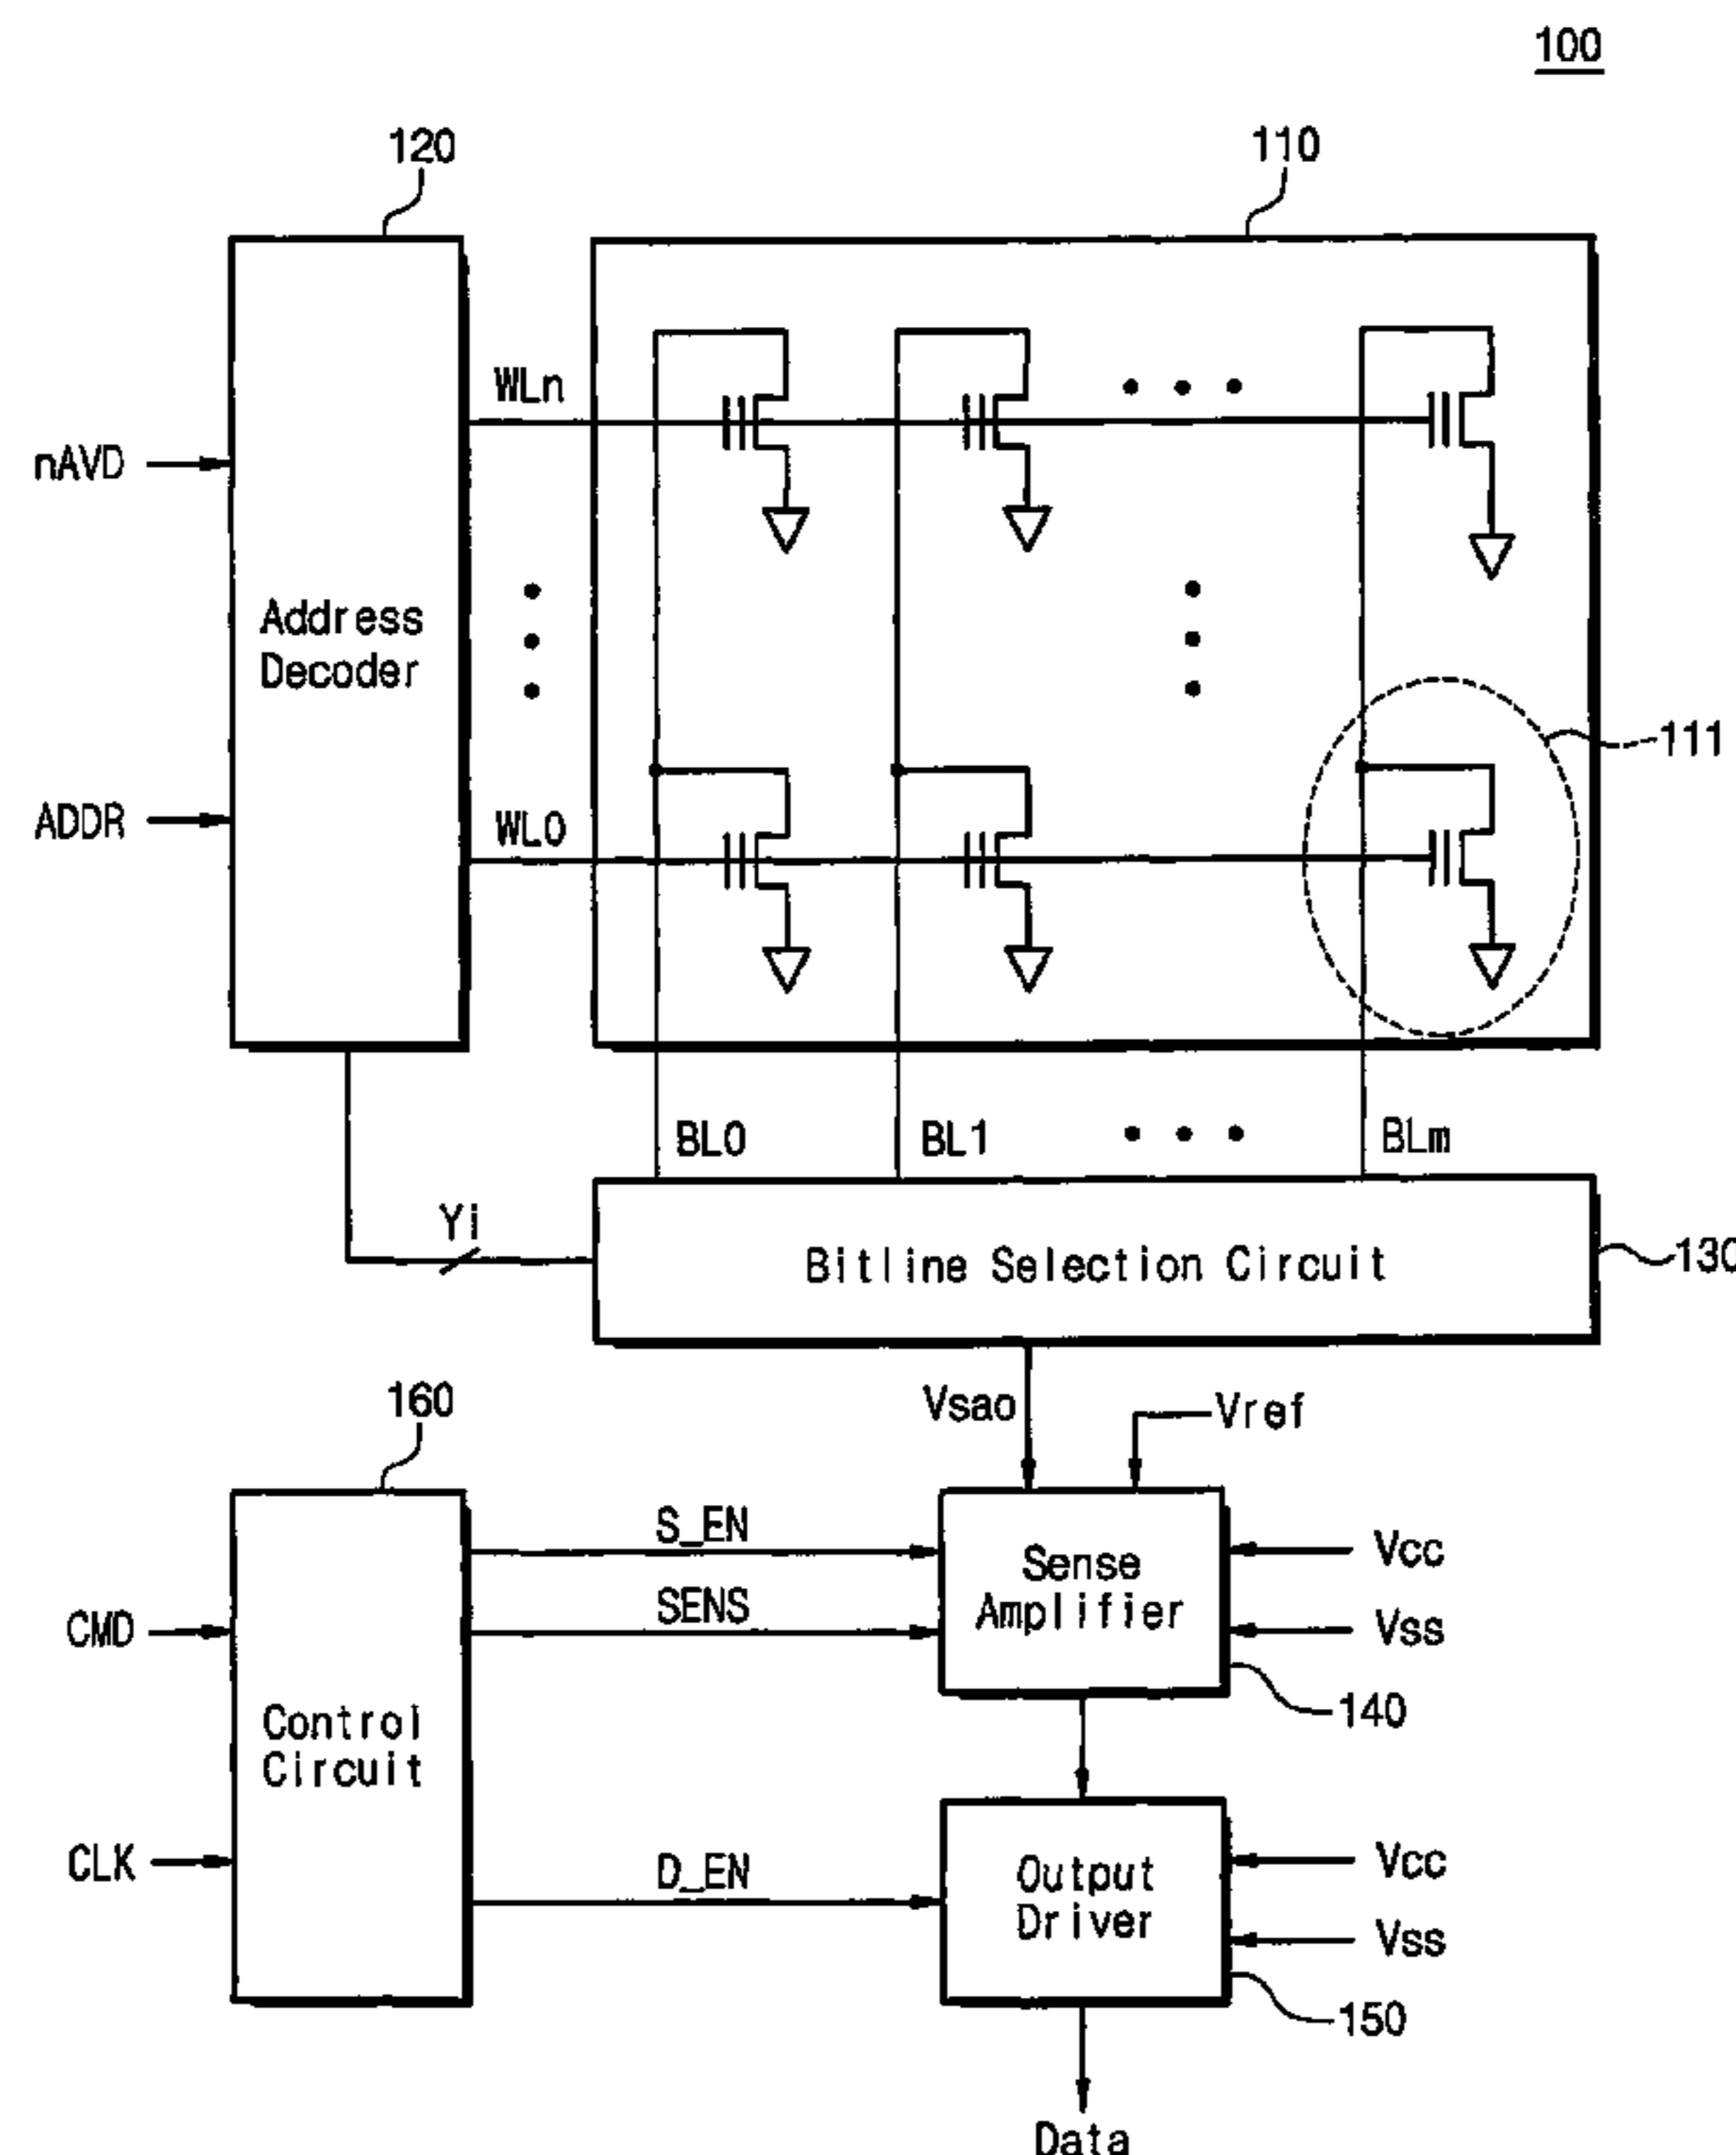 100
120
110
WLn
nAVD
Address
Decoder
111
ADDR
WL0
BL0
BL1
BLm
Yi
Bitline Selection Circuit
130
160
Vsao
Vref
S_EN
Sense
Amplifier
Vcc
SENS
CMD
Vss
Control
Circuit
140
CLK
D_EN
Output
Driver
Vcc
Vss
150
Data